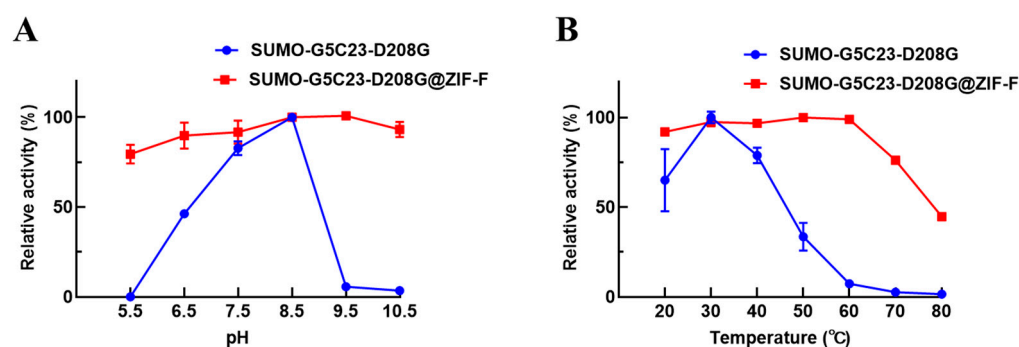 A
SUMO-G5C23-D208G
SUMO-G5C23-D208G@ZIF-F
Relative activity (%)
100
50
0
5.5 6.5 7.5 8.5 9.5 10.5
pH
B
SUMO-G5C23-D208G
SUMO-G5C23-D208G@ZIF-F
Relative activity (%)
100
50
0
20 30 40 50 60 70 80
Temperature (℃)